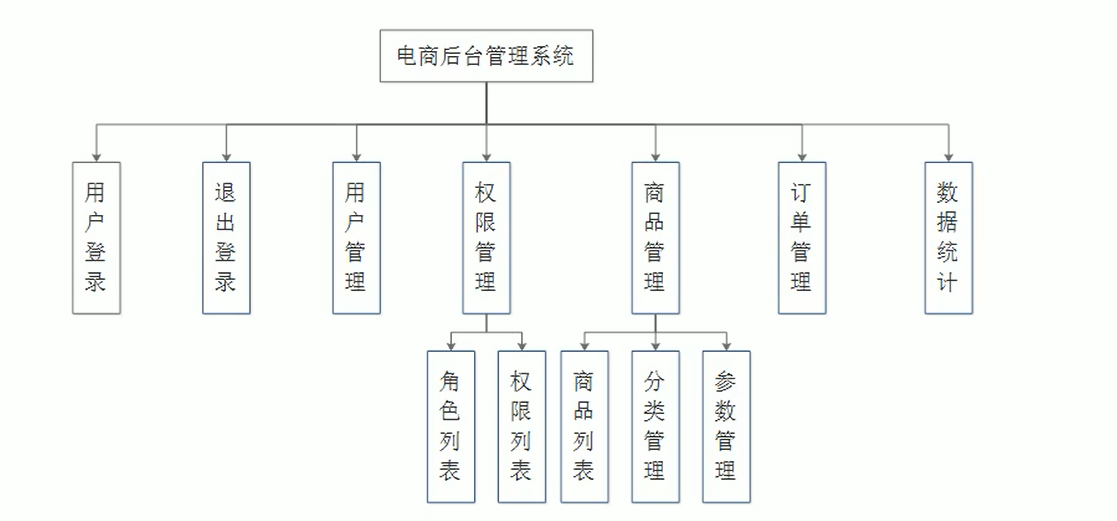 电商后台管理系统
用户登录
退出登录
用户管理
权限管理
商品管理
订单管理
数据统计
角色列表
权限列表
商品列表
分类管理
参数管理